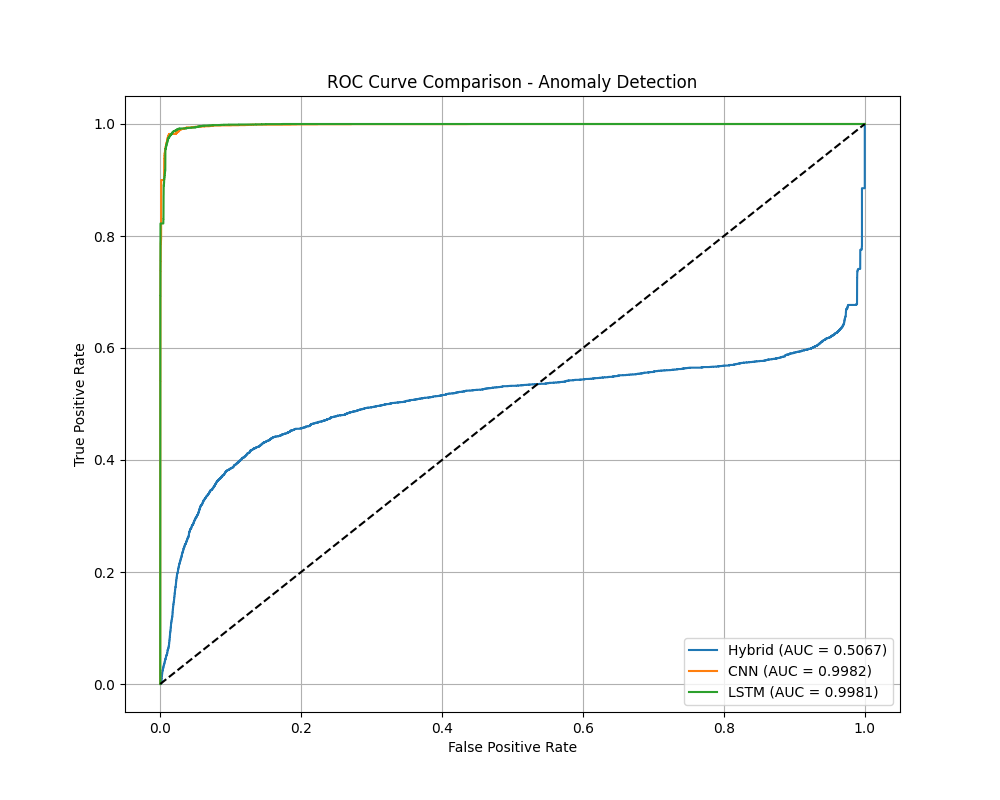 ROC Curve Comparison - Anomaly Detection
True Positive Rate
1.0
0.8
0.6
0.4
0.2
0.0
0.0 0.2 0.4 0.6 0.8 1.0
False Positive Rate
Hybrid (AUC = 0.5067)
CNN (AUC = 0.9982)
LSTM (AUC = 0.9981)